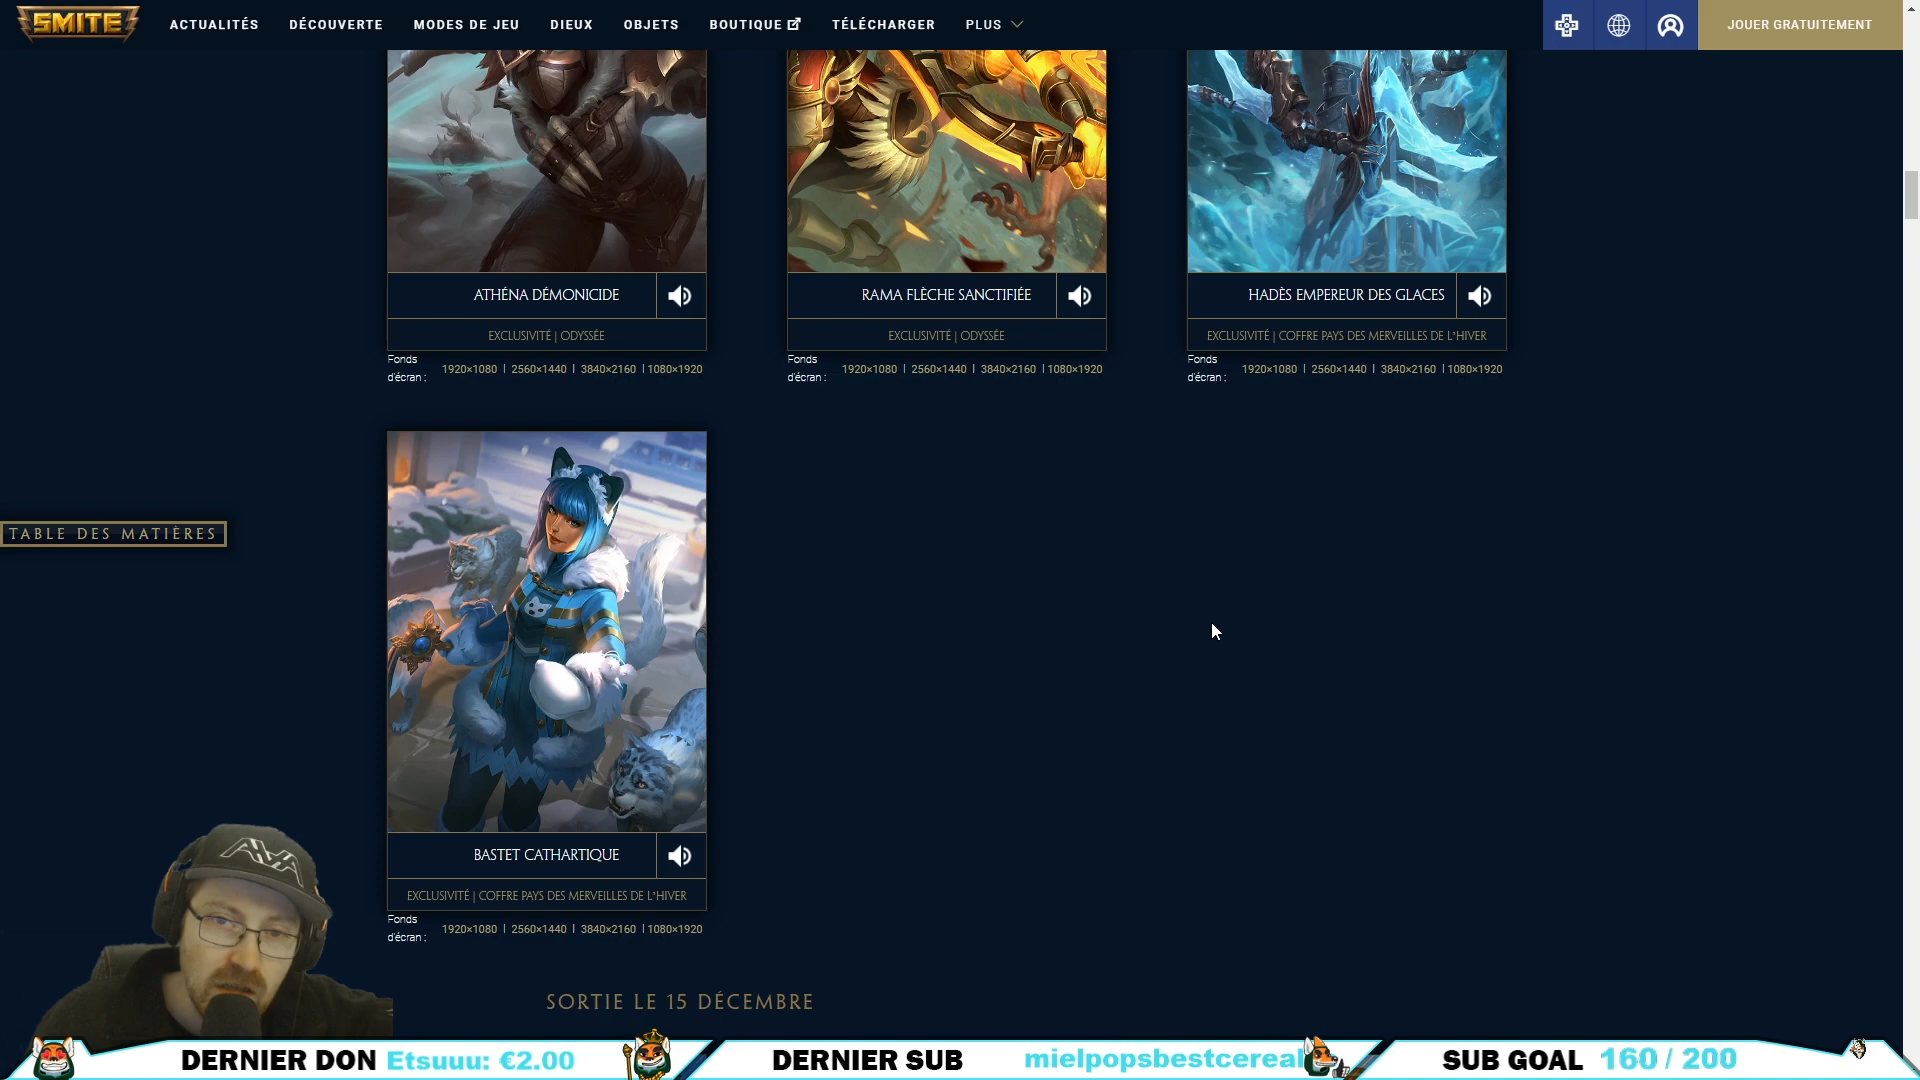 SMITE
ACTUALITÉS DÉCOUVERTE MODES DE JEU DIEUX OBJETS BOUTIQUE TÉLÉCHARGER PLUS JOUER GRATUITEMENT
ATHÉNA DÉMONICIDE
EXCLUSIVITÉ | ODYSSÉE
Fonds
d'écran : 1920×1080 | 2560×1440 | 3840×2160 | 1080×1920
RAMA FLÈCHE SANCTIFIÉE
EXCLUSIVITÉ | ODYSSÉE
Fonds
d'écran : 1920×1080 | 2560×1440 | 3840×2160 | 1080×1920
HADÈS EMPEREUR DES GLACES
EXCLUSIVITÉ | COFFRE PAYS DES MERVEILLES DE L'HIVER
Fonds
d'écran : 1920×1080 | 2560×1440 | 3840×2160 | 1080×1920
TABLE DES MATIÈRES
BASTET CATHARTIQUE
EXCLUSIVITÉ | COFFRE PAYS DES MERVEILLES DE L'HIVER
Fonds
d'écran : 1920×1080 | 2560×1440 | 3840×2160 | 1080×1920
SORTIE LE 15 DÉCEMBRE
DERNIER DON Etsuuu: €2.00 DERNIER SUB mielpopsbestcereal SUB GOAL 160 / 200